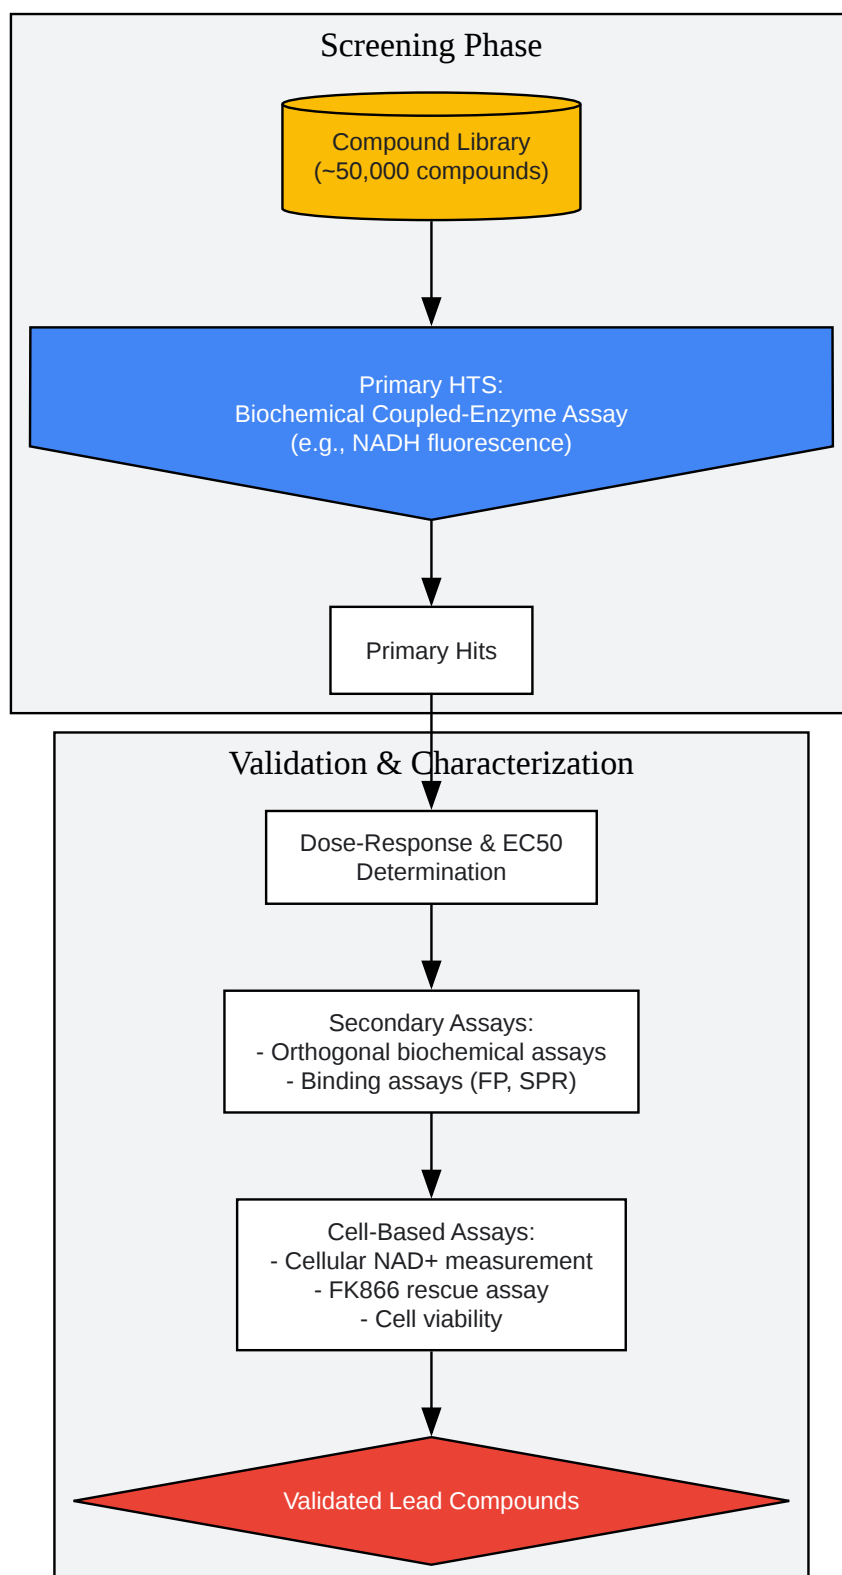 Screening Phase
Compound Library
(~50,000 compounds)
Primary HTS:
Biochemical Coupled-Enzyme Assay
(e.g., NADH fluorescence)
Primary Hits
Validation & Characterization
Dose-Response & EC50
Determination
Secondary Assays:
- Orthogonal biochemical assays
- Binding assays (FP, SPR)
Cell-Based Assays:
- Cellular NAD+ measurement
- FK866 rescue assay
- Cell viability
Validated Lead Compounds